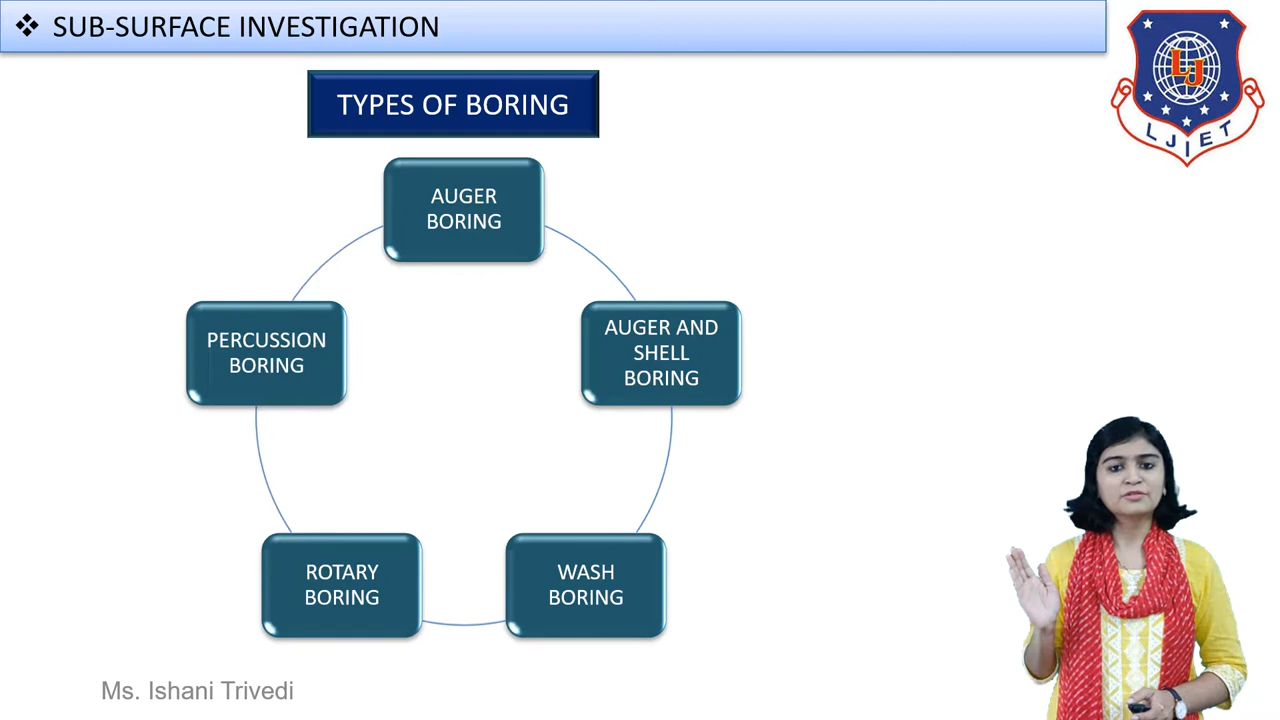 SUB-SURFACE INVESTIGATION
TYPES OF BORING
AUGER
BORING
PERCUSSION
BORING
AUGER AND
SHELL
BORING
ROTARY
BORING
WASH
BORING
Ms. Ishani Trivedi
LJ
LJIET